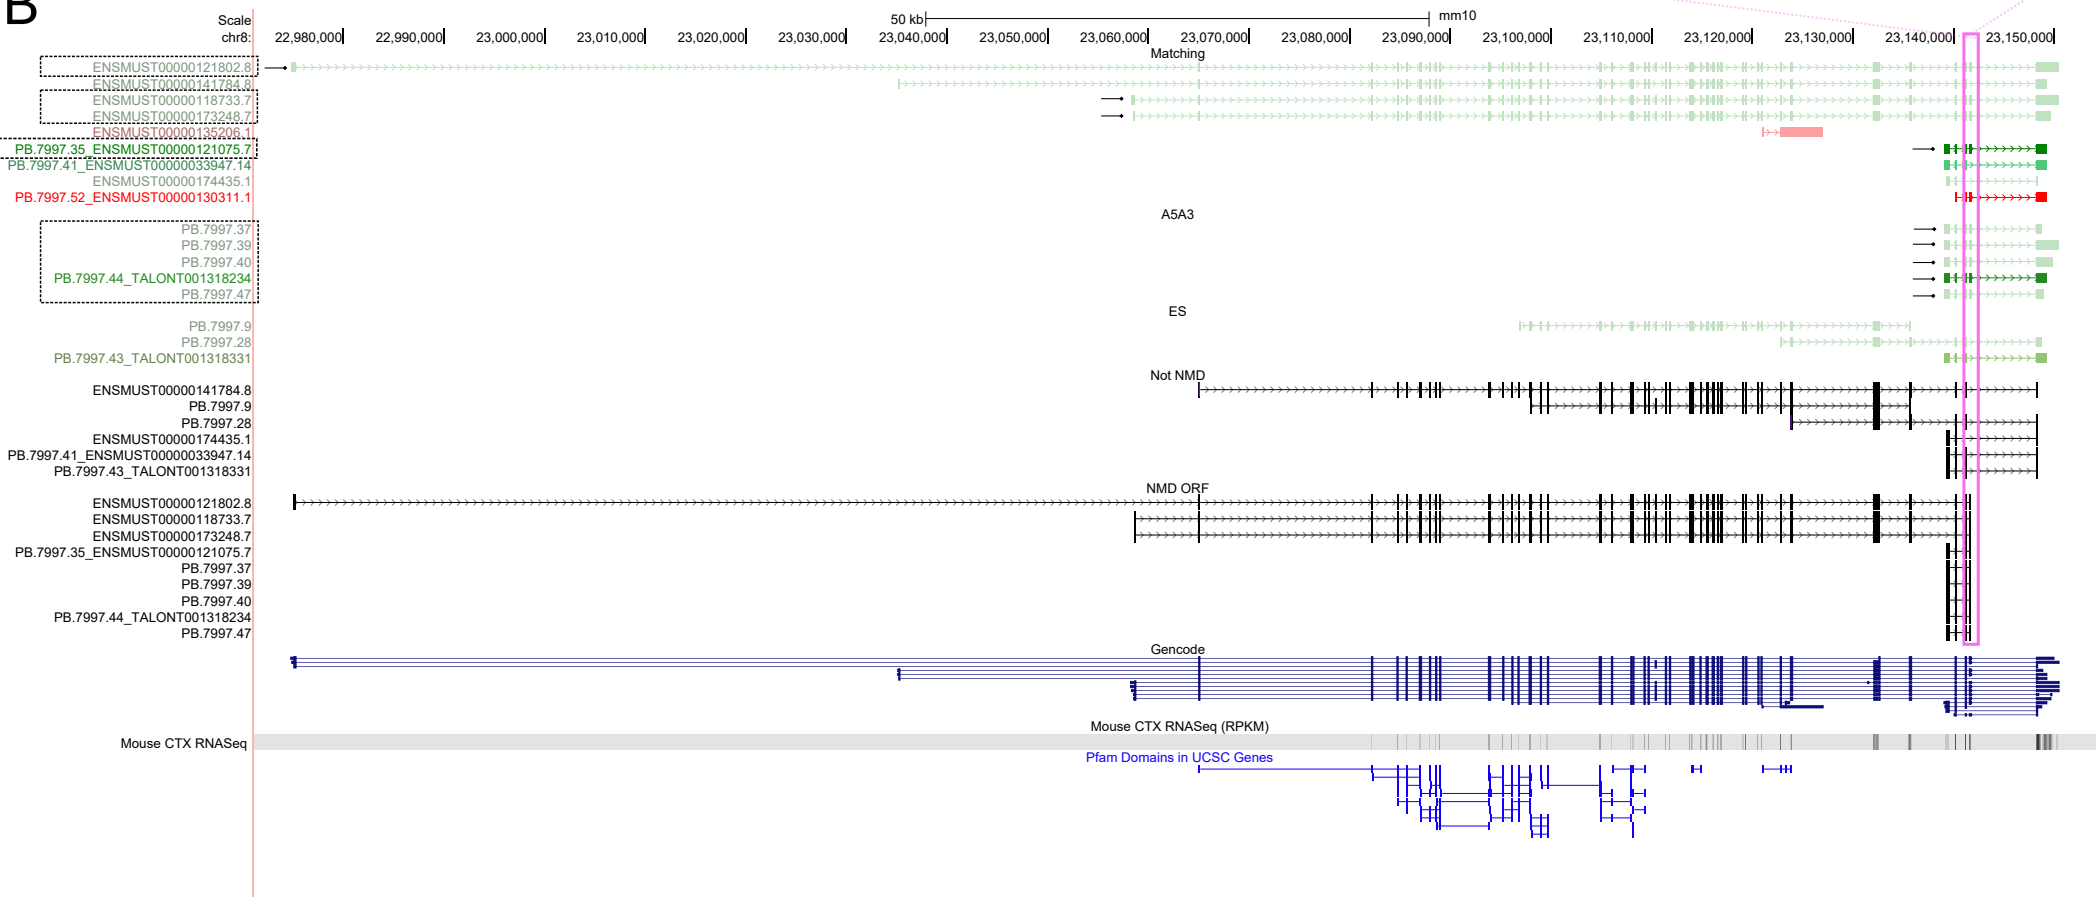 B
Scale 50 kb mm10
chr8: 22,980,000 22,990,000 23,000,000 23,010,000 23,020,000 23,030,000 23,040,000 23,050,000 23,060,000 23,070,000 23,080,000 23,090,000 23,100,000 23,110,000 23,120,000 23,130,000 23,140,000 23,150,000
Matching
ENSMUST00000121802.8
ENSMUST00000141784.8
ENSMUST00000118733.7
ENSMUST00000173248.7
ENSMUST00000135206.1
PB.7997.35_ENSMUST00000121075.7
PB.7997.41_ENSMUST00000033947.14
ENSMUST00000174435.1
PB.7997.52_ENSMUST00000130311.1
A5A3
PB.7997.37
PB.7997.39
PB.7997.40
PB.7997.44_TALONT001318234
PB.7997.47
ES
PB.7997.9
PB.7997.28
PB.7997.43_TALONT001318331
Not NMD
ENSMUST00000141784.8
PB.7997.9
PB.7997.28
ENSMUST00000174435.1
PB.7997.41_ENSMUST00000033947.14
PB.7997.43_TALONT001318331
NMD ORF
ENSMUST00000121802.8
ENSMUST00000118733.7
ENSMUST00000173248.7
PB.7997.35_ENSMUST00000121075.7
PB.7997.37
PB.7997.39
PB.7997.40
PB.7997.44_TALONT001318234
PB.7997.47
Gencode
Mouse CTX RNASeq (RPKM)
Mouse CTX RNASeq
Pfam Domains in UCSC Genes